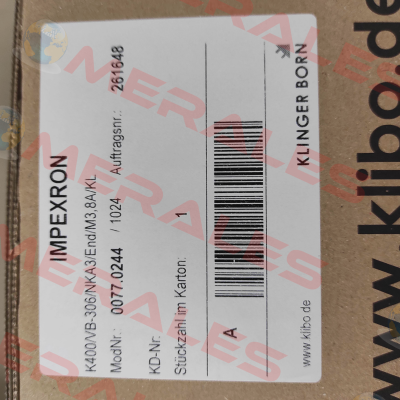 IMPEXRON
K400/VB-306/NKA3/End/M3,8A/KL
ModNr.: 0077.0244 / 1024 Auftragsnr.: 261648
KD-Nr.
Stückzahl im Karton: 1
A
KLINGER BORN
www.klibo.de
www.klibo.de
MERALES